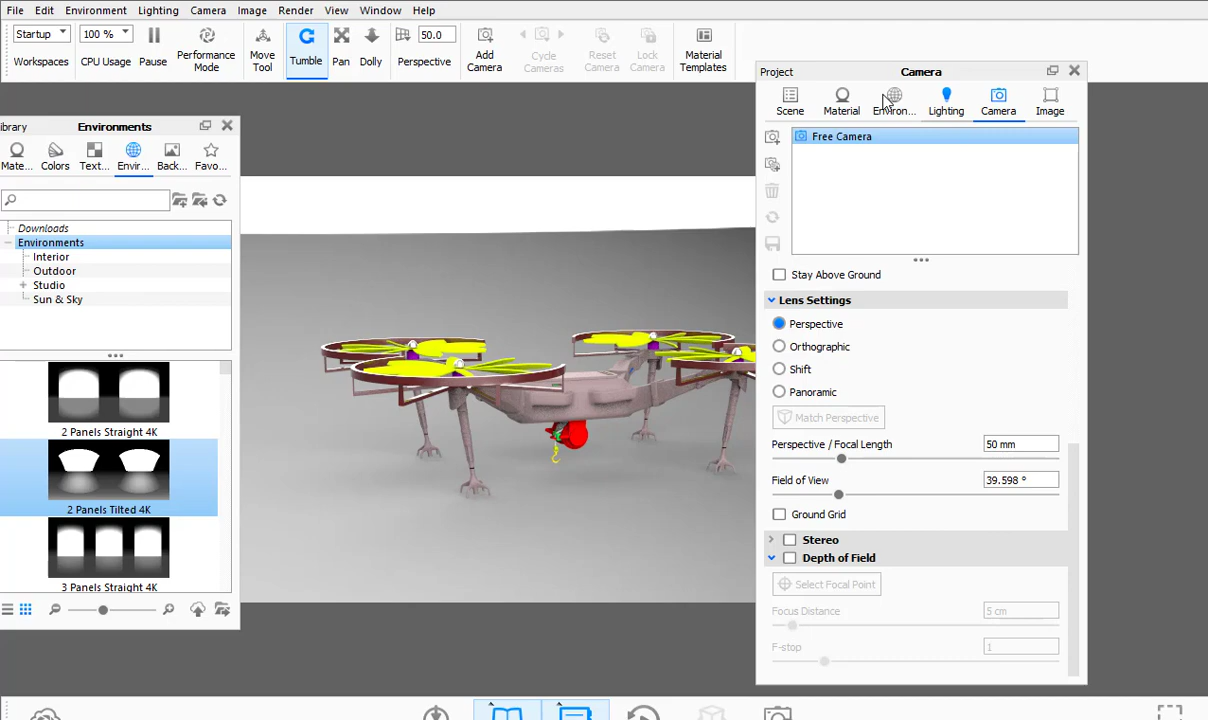 File Edit Environment Lighting Camera Image Render View Window Help
Startup 100 % 50.0
Workspaces CPU Usage Pause Performance Mode Move Tool Tumble Pan Dolly Perspective Add Camera Cycle Cameras Reset Camera Lock Camera Material Templates
Project Camera
Scene Material Environ... Lighting Camera Image
Free Camera
Stay Above Ground
Lens Settings
Perspective
Orthographic
Shift
Panoramic
Match Perspective
Perspective / Focal Length 50 mm
Field of View 39.598 °
Ground Grid
Stereo
Depth of Field
Select Focal Point
Focus Distance 5 cm
F-stop 1
ibrary Environments
Mate... Colors Text... Envir... Back... Favo...
Downloads
Environments
Interior
Outdoor
Studio
Sun & Sky
2 Panels Straight 4K
2 Panels Tilted 4K
3 Panels Straight 4K